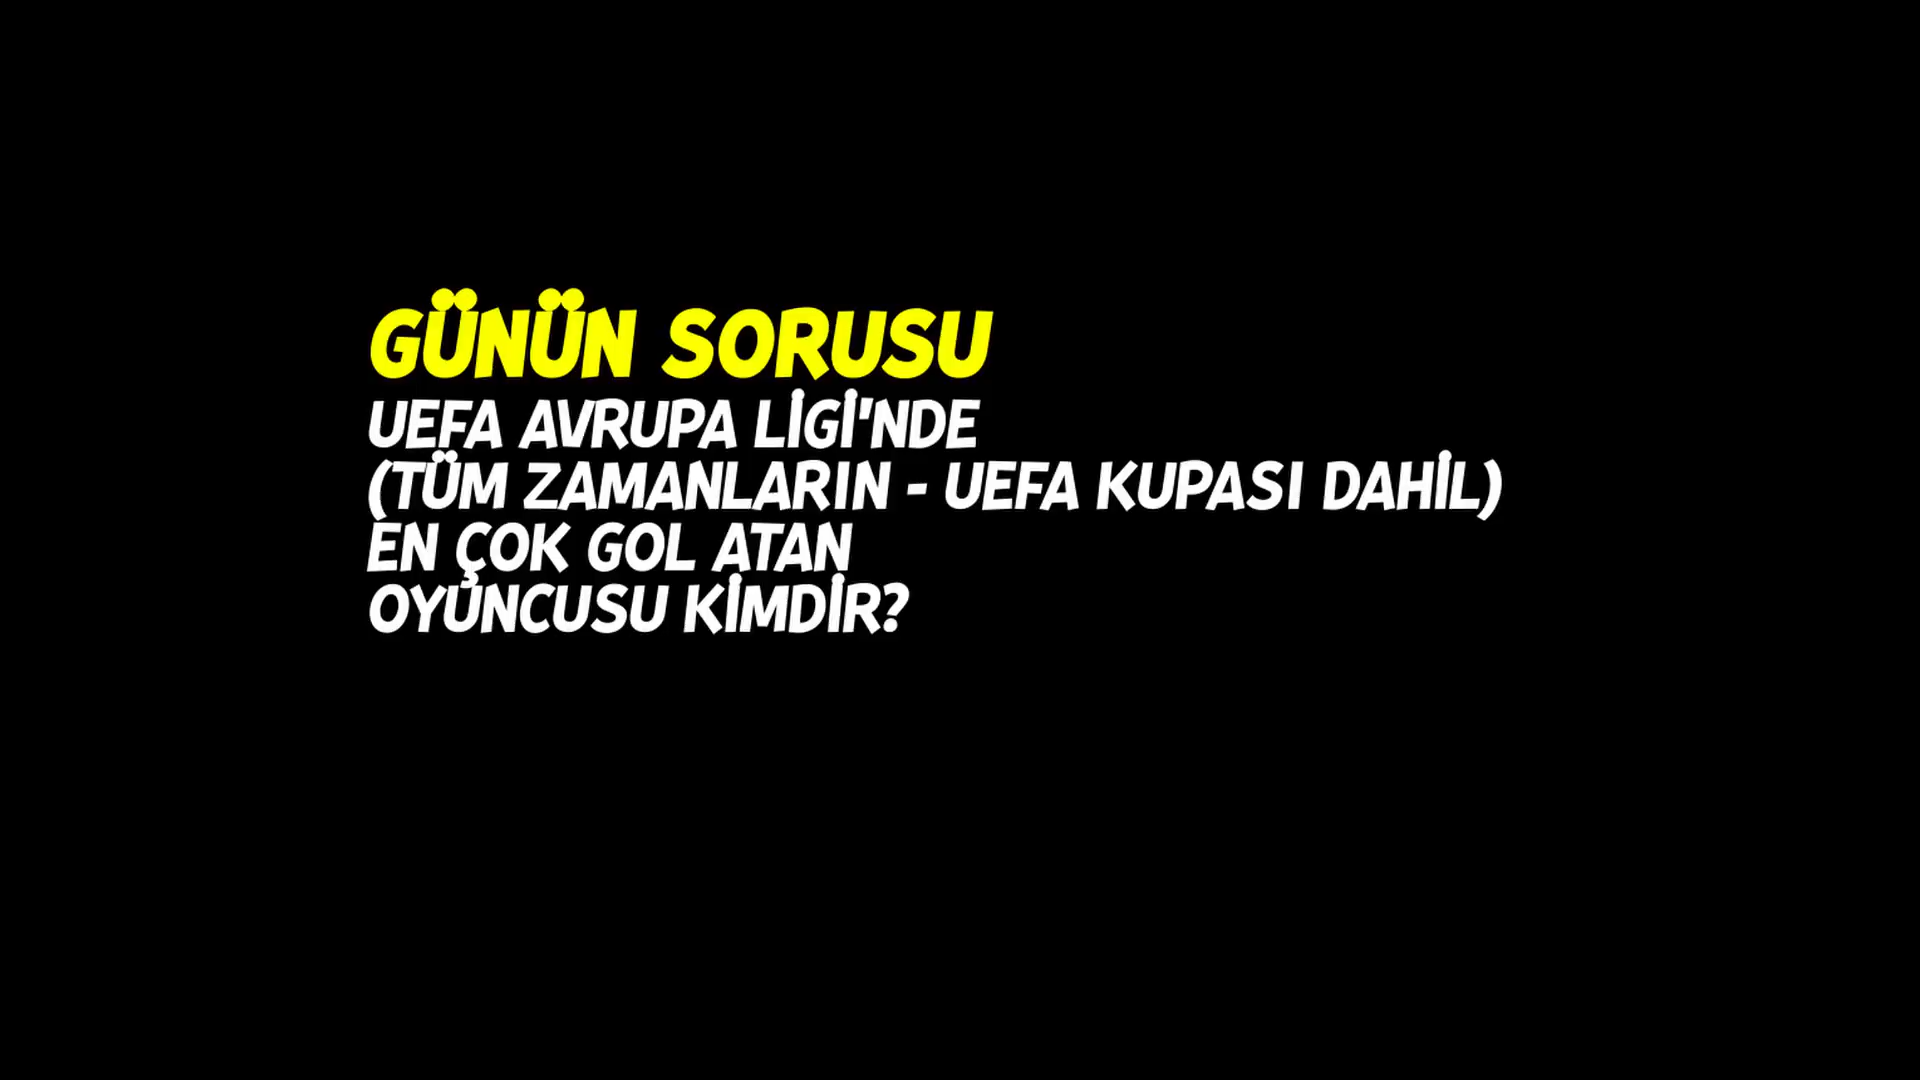 GÜNÜN SORUSU
UEFA AVRUPA LİGİ'NDE
(TÜM ZAMANLARIN - UEFA KUPASI DAHİL)
EN ÇOK GOL ATAN
OYUNCUSU KİMDİR?